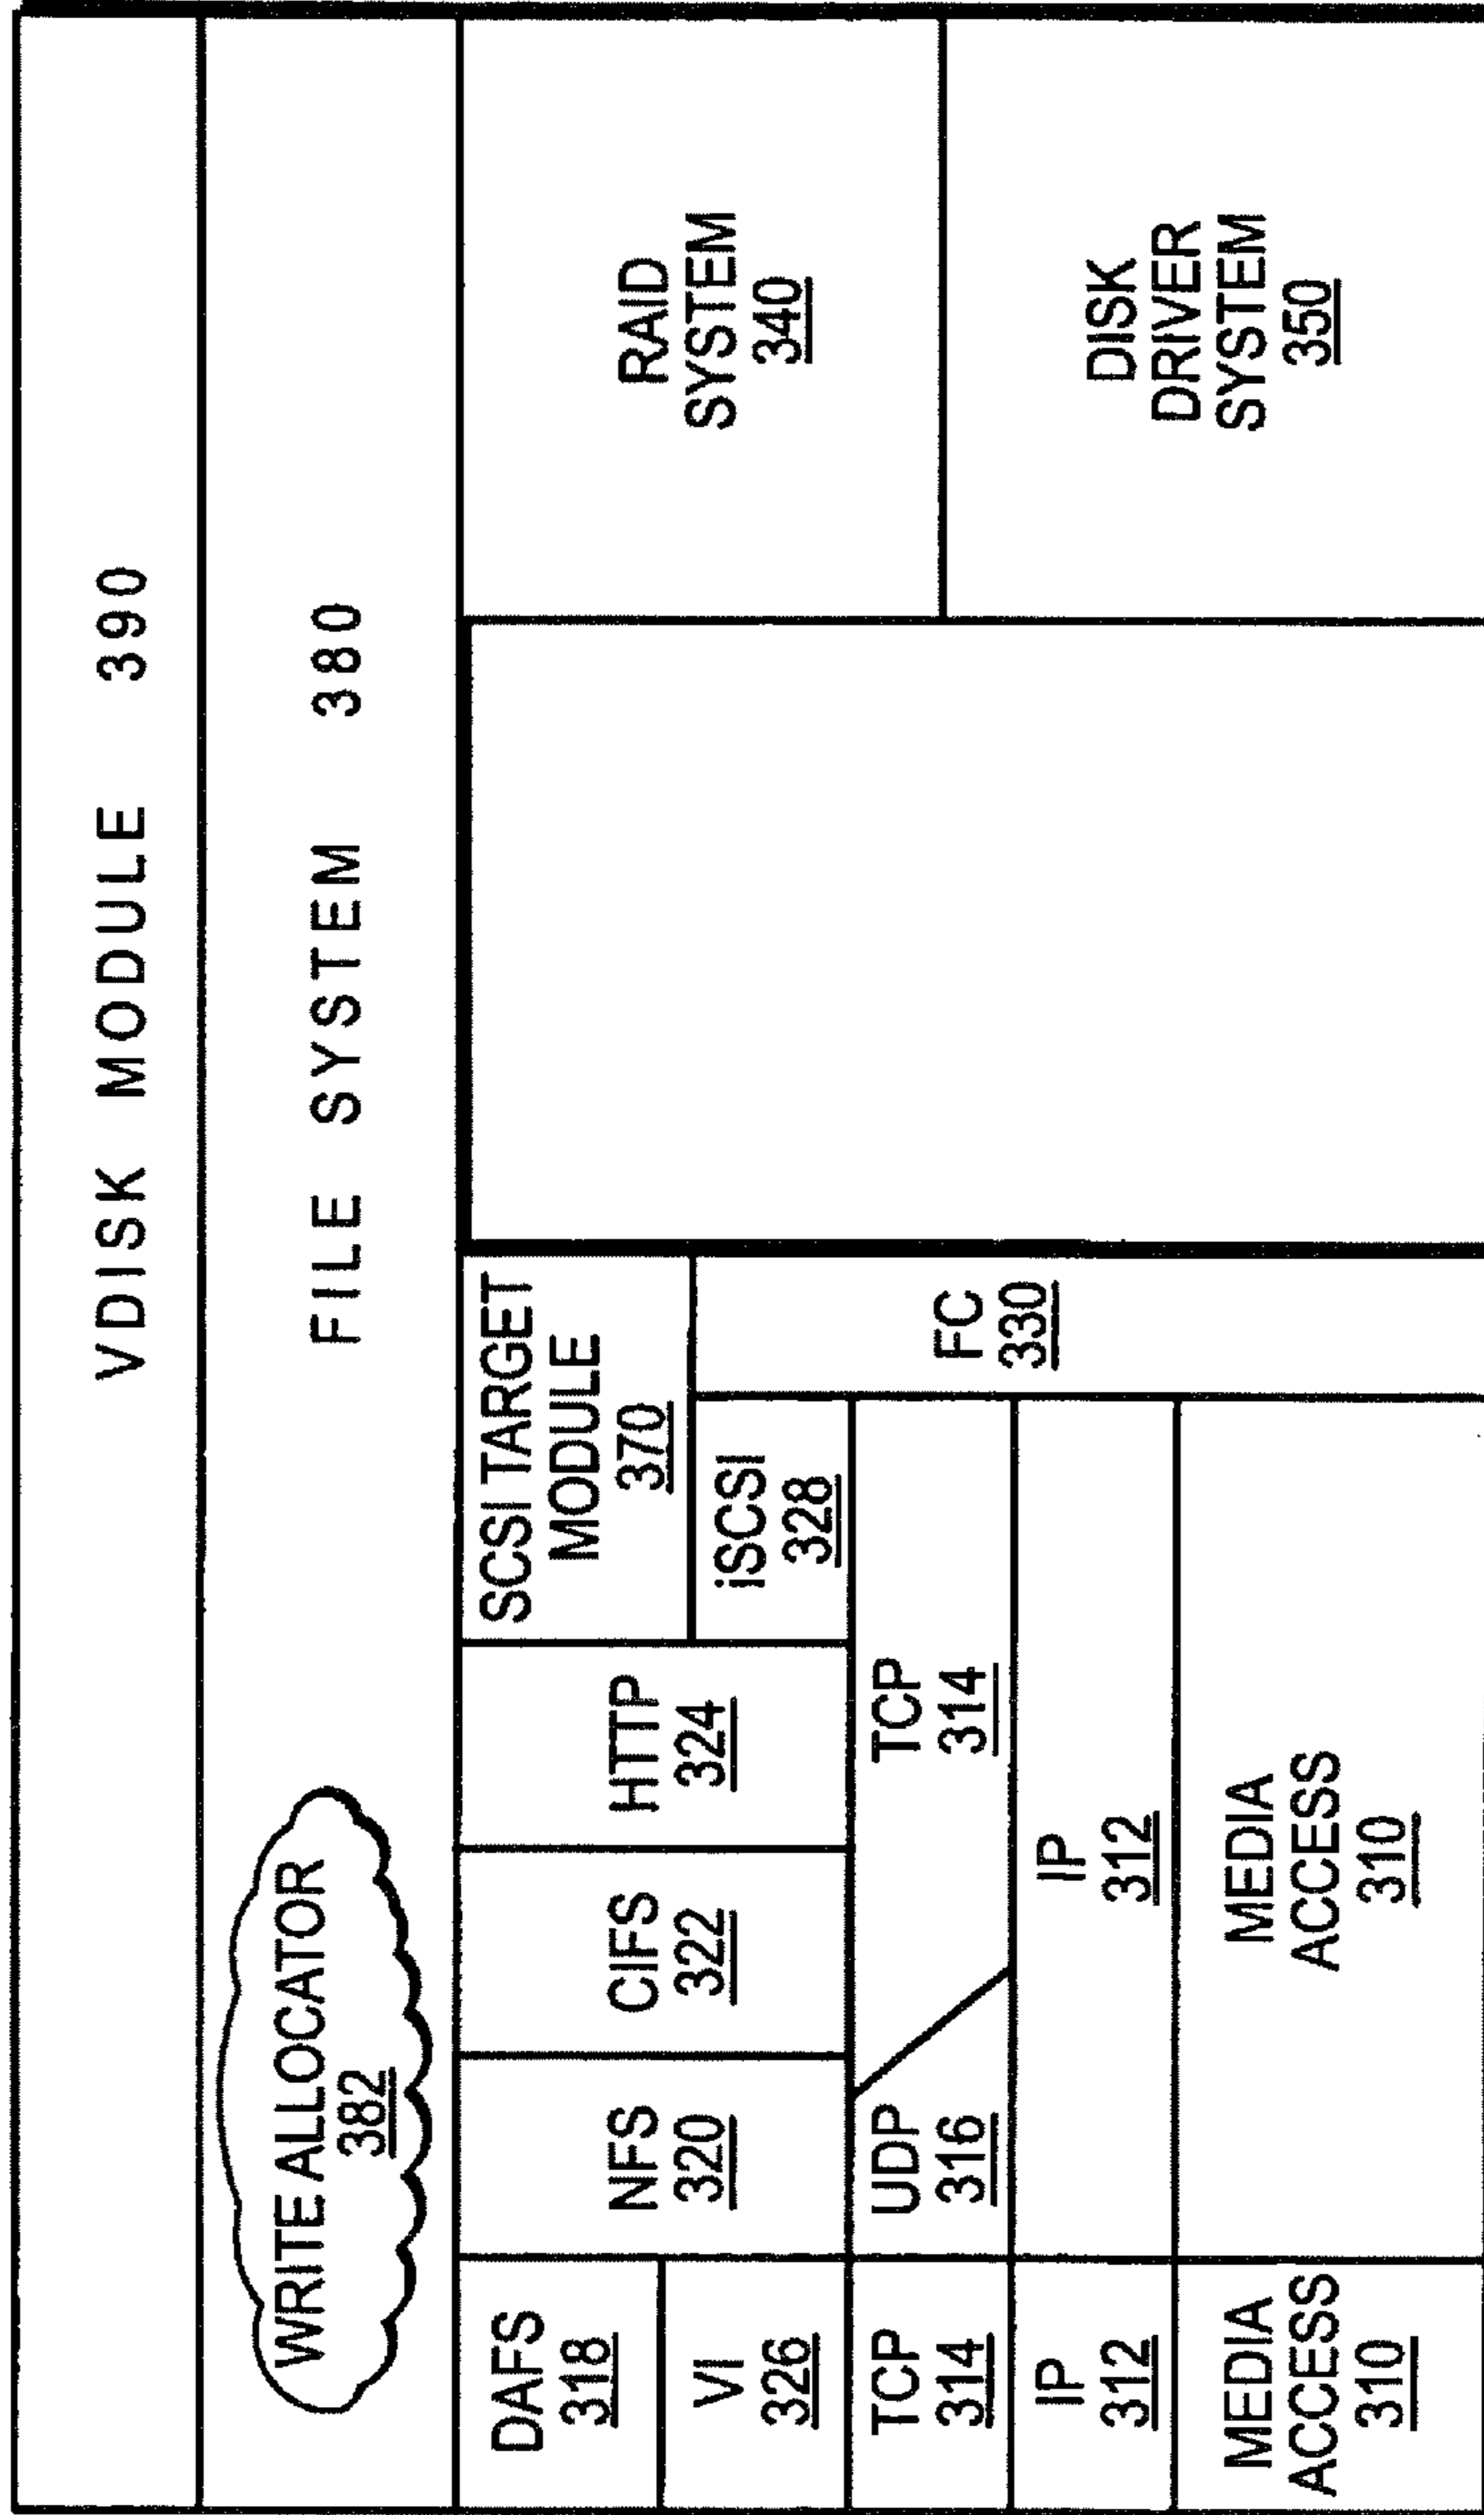 VDISK MODULE 390
WRITE ALLOCATOR
382
FILE SYSTEM 380
DAFS
318
VI
326
TCP
314
IP
312
MEDIA
ACCESS
310
NFS
320
CIFS
322
HTTP
324
SCSI TARGET
MODULE
370
iSCSI
328
FC
330
UDP
316
TCP
314
IP
312
MEDIA
ACCESS
310
RAID
SYSTEM
340
DISK
DRIVER
SYSTEM
350